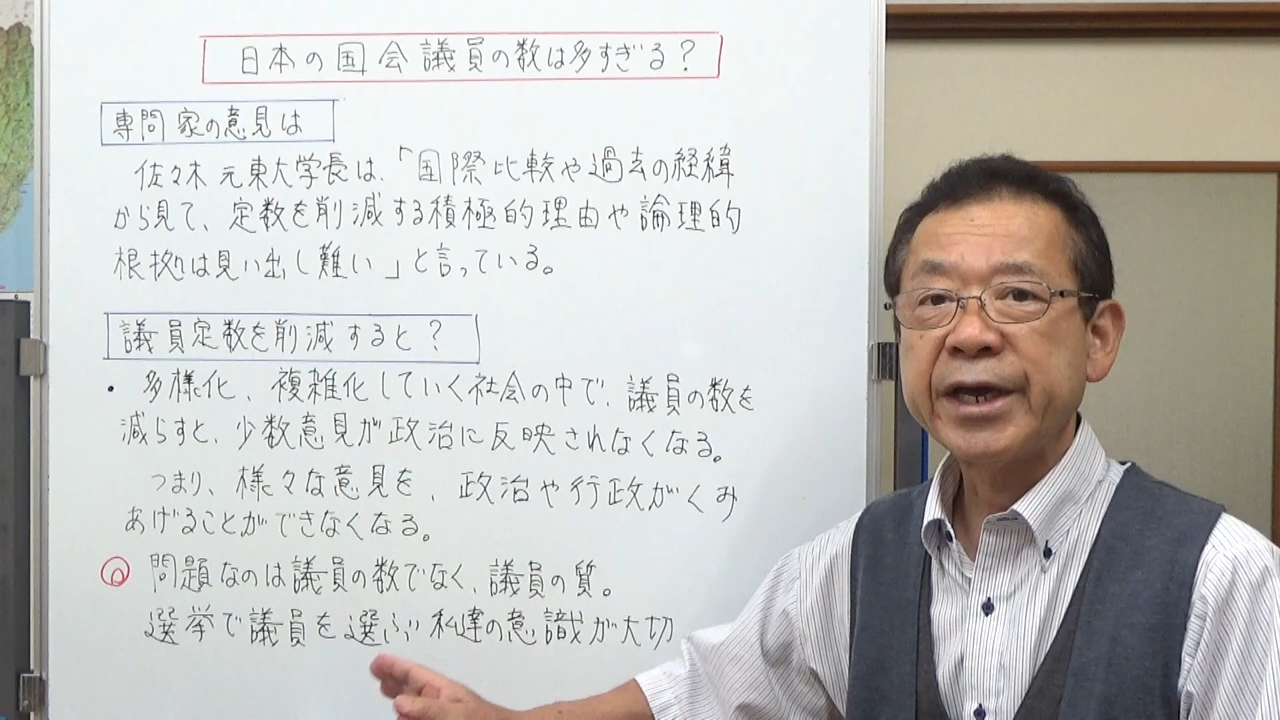 日本の国会議員の数は多すぎる?
専問家の意見は
佐々木元東大学長は、「国際比較や過去の経緯
から見て、定数を削減する積極的理由や論理的
根拠は見い出し難い」と言っている。
議員定数を削減すると?
・多様化、複雑化していく社会の中で、議員の数を
減らすと、少数意見が政治に反映されなくなる。
つまり、様々な意見を、政治や行政がくみ
あげることができなくなる。
◎問題なのは議員の数でなく、議員の質。
選挙で議員を選ぶ私達の意識が大切